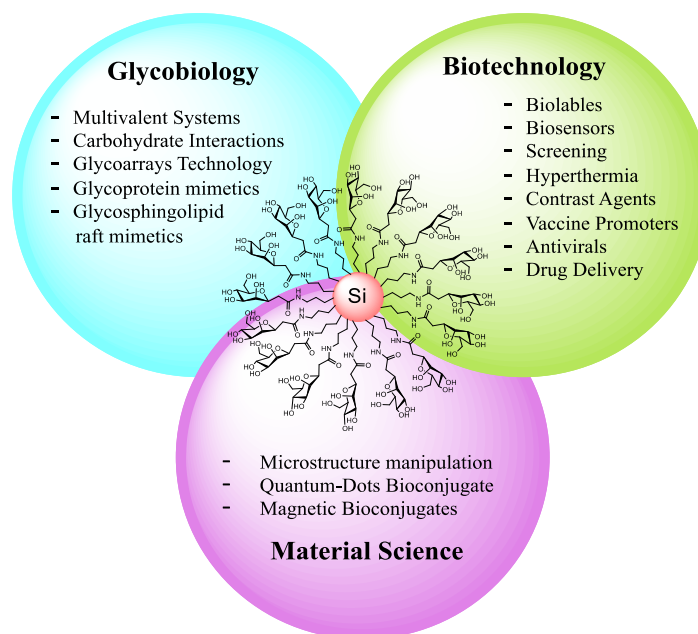 Glycobiology
- Multivalent Systems
- Carbohydrate Interactions
- Glycoarrays Technology
- Glycoprotein mimetics
- Glycosphingolipid
raft mimetics
Biotechnology
- Biolables
- Biosensors
- Screening
- Hyperthermia
- Contrast Agents
- Vaccine Promoters
- Antivirals
- Drug Delivery
Si
- Microstructure manipulation
- Quantum-Dots Bioconjugate
- Magnetic Bioconjugates
Material Science